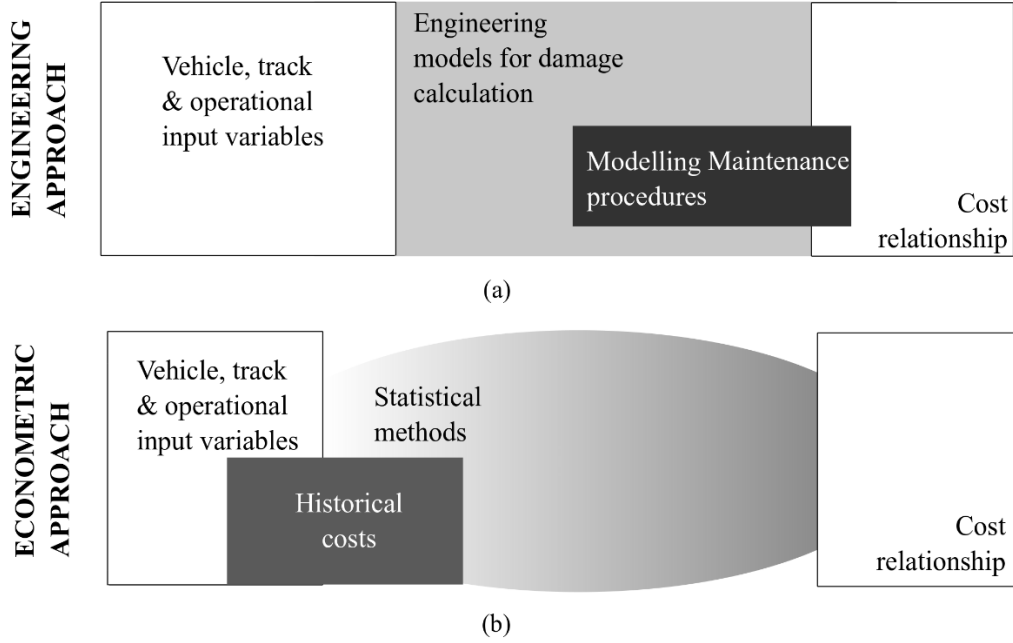 ENGINEERING
APPROACH
Vehicle, track
& operational
input variables
Engineering
models for damage
calculation
Modelling Maintenance
procedures
Cost
relationship
(a)
ECONOMETRIC
APPROACH
Vehicle, track
& operational
input variables
Historical
costs
Statistical
methods
Cost
relationship
(b)